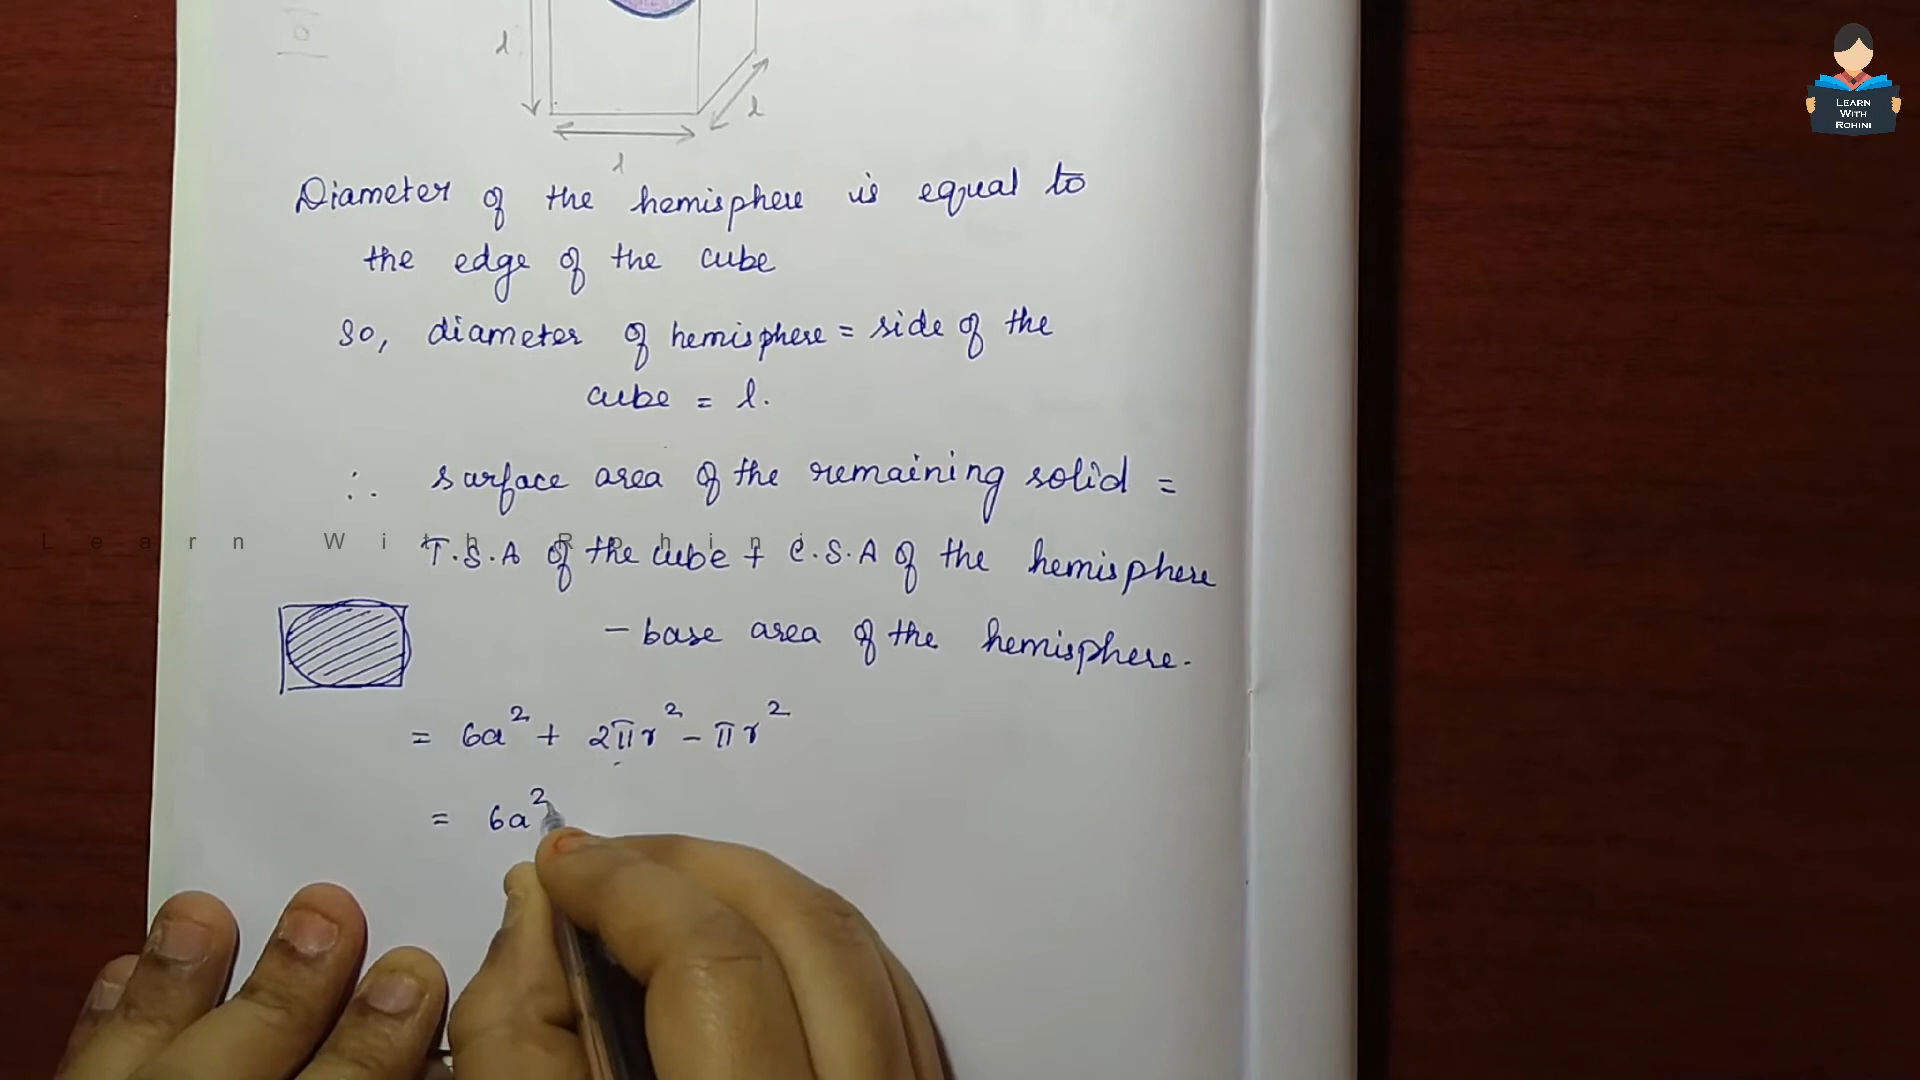 l
l
l
Diameter of the hemisphere is equal to
the edge of the cube
So, diameter of hemisphere = side of the
cube = l.
∴ surface area of the remaining solid =
T.S.A of the cube + C.S.A of the hemisphere
- base area of the hemisphere.
= 6a² + 2πr² - πr²
= 6a²
Learn With Rohini
LEARN
WITH
ROHINI